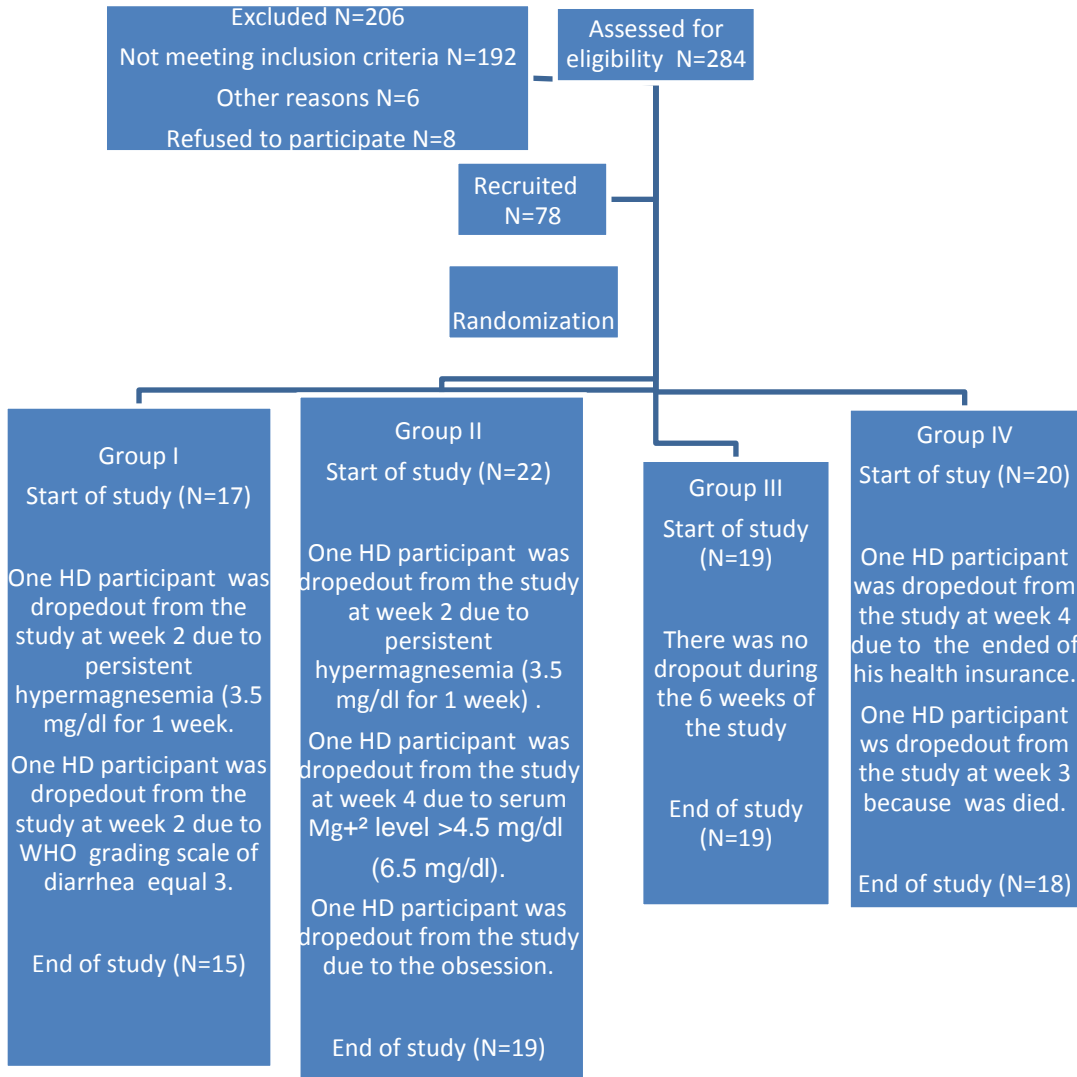 Excluded N=206
Not meeting inclusion criteria N=192
Other reasons N=6
Refused to participate N=8
Assessed for
eligibility N=284
Recruited
N=78
Randomization
Group I
Start of study (N=17)
One HD participant was
dropedout from the
study at week 2 due to
persistent
hypermagnesemia (3.5
mg/dl for 1 week.
One HD participant was
dropedout from the
study at week 2 due to
WHO grading scale of
diarrhea equal 3.
End of study (N=15)
Group II
Start of study (N=22)
One HD participant was
dropedout from the study
at week 2 due to
persistent
hypermagnesemia (3.5
mg/dl for 1 week) .
One HD participant was
dropedout from the study
at week 4 due to serum
Mg+² level >4.5 mg/dl
(6.5 mg/dl).
One HD participant was
dropedout from the study
due to the obsession.
End of study (N=19)
Group III
Start of study
(N=19)
There was no
dropout during
the 6 weeks of
the study
End of study
(N=19)
Group IV
Start of stuy (N=20)
One HD participant
was dropedout from
the study at week 4
due to the ended of
his health insurance.
One HD participant
ws dropedout from
the study at week 3
because was died.
End of study (N=18)